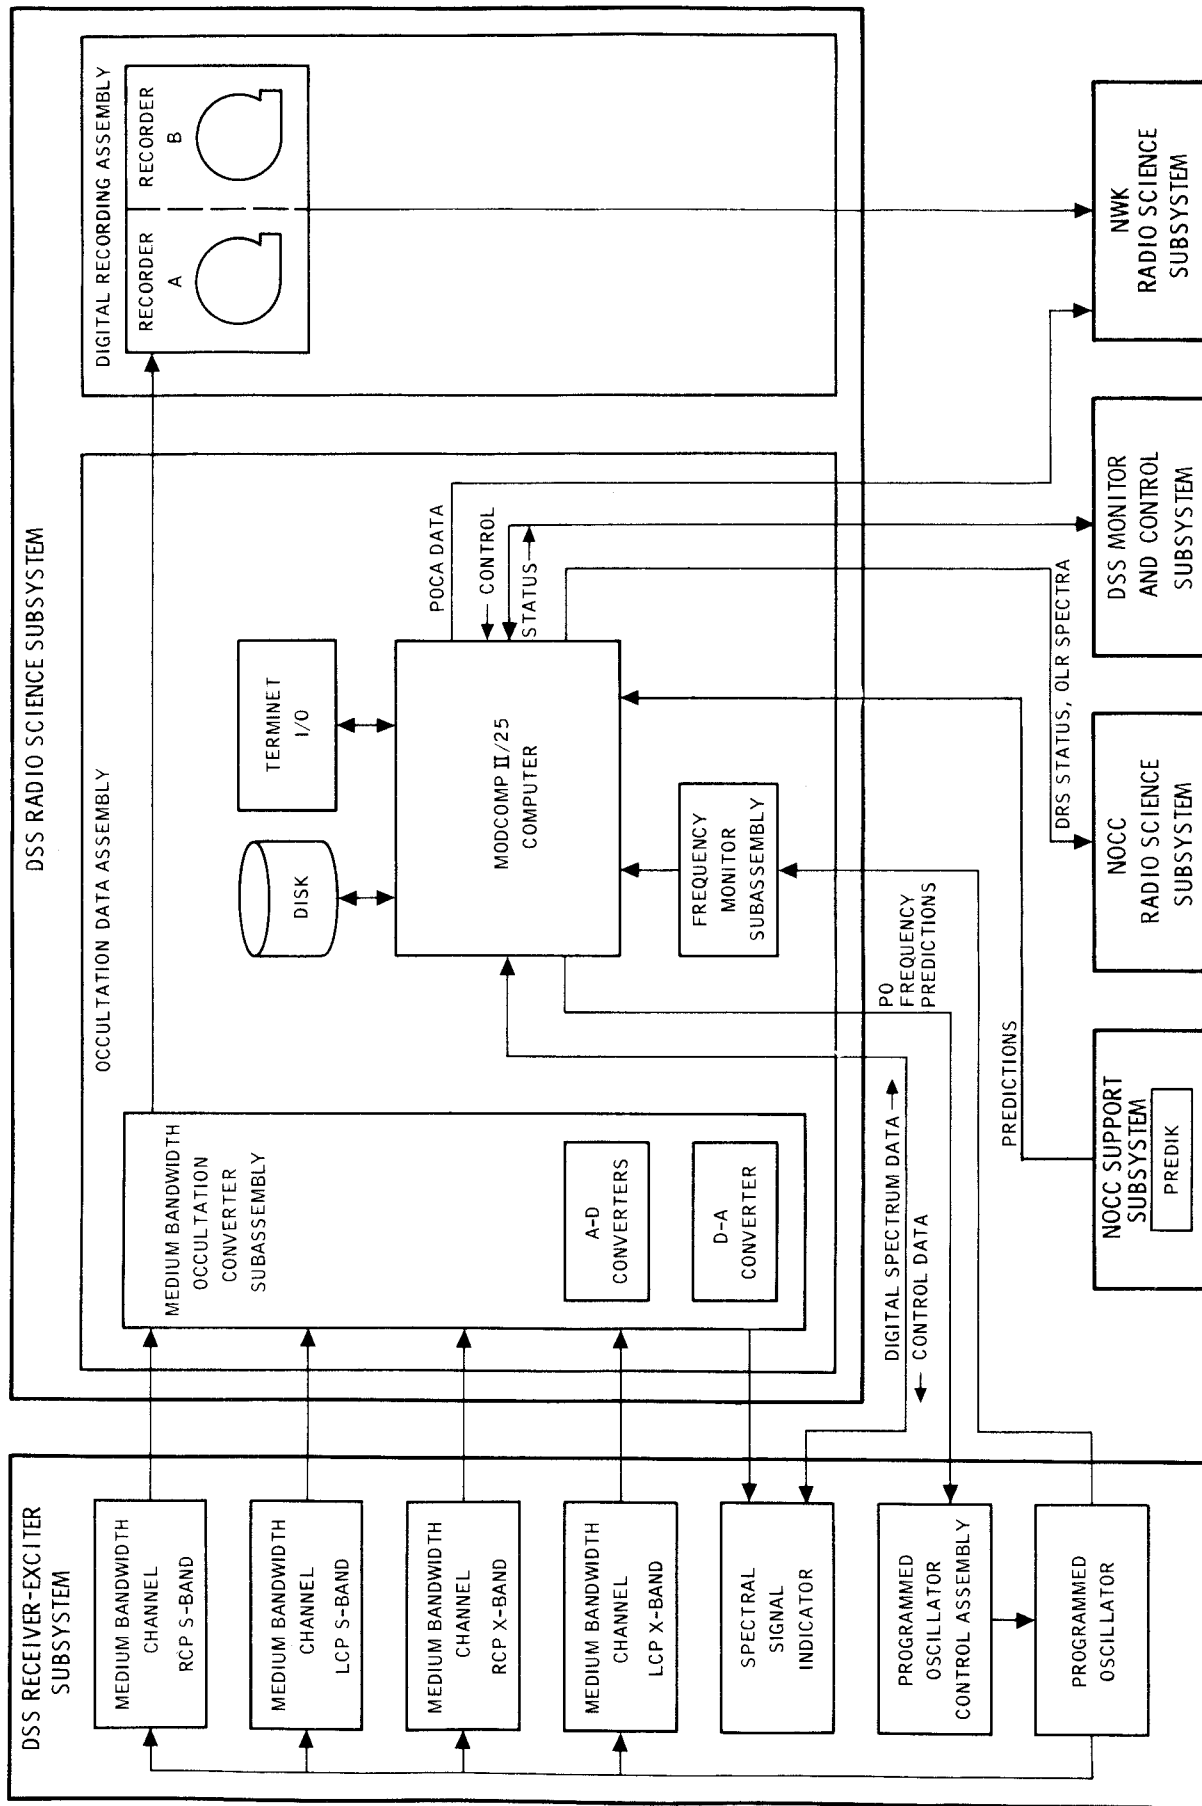 DSS RECEIVER-EXCITER
SUBSYSTEM
MEDIUM BANDWIDTH
CHANNEL
RCP S-BAND
MEDIUM BANDWIDTH
CHANNEL
LCP S-BAND
MEDIUM BANDWIDTH
CHANNEL
RCP X-BAND
MEDIUM BANDWIDTH
CHANNEL
LCP X-BAND
SPECTRAL
SIGNAL
INDICATOR
PROGRAMMED
OSCILLATOR
CONTROL ASSEMBLY
PROGRAMMED
OSCILLATOR
DSS RADIO SCIENCE SUBSYSTEM
OCCULTATION DATA ASSEMBLY
MEDIUM BANDWIDTH
OCCULTATION
CONVERTER
SUBASSEMBLY
A-D
CONVERTERS
D-A
CONVERTER
DISK
TERMINET
I/O
MODCOMP II/25
COMPUTER
FREQUENCY
MONITOR
SUBASSEMBLY
POCA DATA
CONTROL
STATUS
DIGITAL SPECTRUM DATA
CONTROL DATA
PO
FREQUENCY
PREDICTIONS
PREDICTIONS
DRS STATUS, OLR SPECTRA
DIGITAL RECORDING ASSEMBLY
RECORDER
A
RECORDER
B
NOCC SUPPORT
SUBSYSTEM
PREDIK
NOCC
RADIO SCIENCE
SUBSYSTEM
DSS MONITOR
AND CONTROL
SUBSYSTEM
NWK
RADIO SCIENCE
SUBSYSTEM